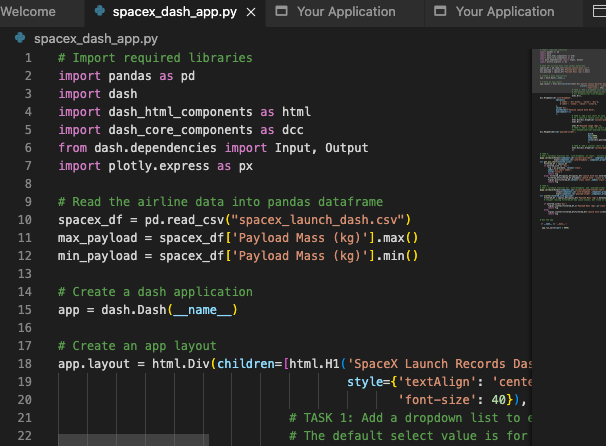 Welcome
spacex_dash_app.py
Your Application
Your Application
spacex_dash_app.py
1 # Import required libraries
2 import pandas as pd
3 import dash
4 import dash_html_components as html
5 import dash_core_components as dcc
6 from dash.dependencies import Input, Output
7 import plotly.express as px
8
9 # Read the airline data into pandas dataframe
10 spacex_df = pd.read_csv("spacex_launch_dash.csv")
11 max_payload = spacex_df['Payload Mass (kg)'].max()
12 min_payload = spacex_df['Payload Mass (kg)'].min()
13
14 # Create a dash application
15 app = dash.Dash(__name__)
16
17 # Create an app layout
18 app.layout = html.Div(children=[html.H1('SpaceX Launch Records Das
19 style={'textAlign': 'cente
20 'font-size': 40}),
21 # TASK 1: Add a dropdown list to e
22 # The default select value is for